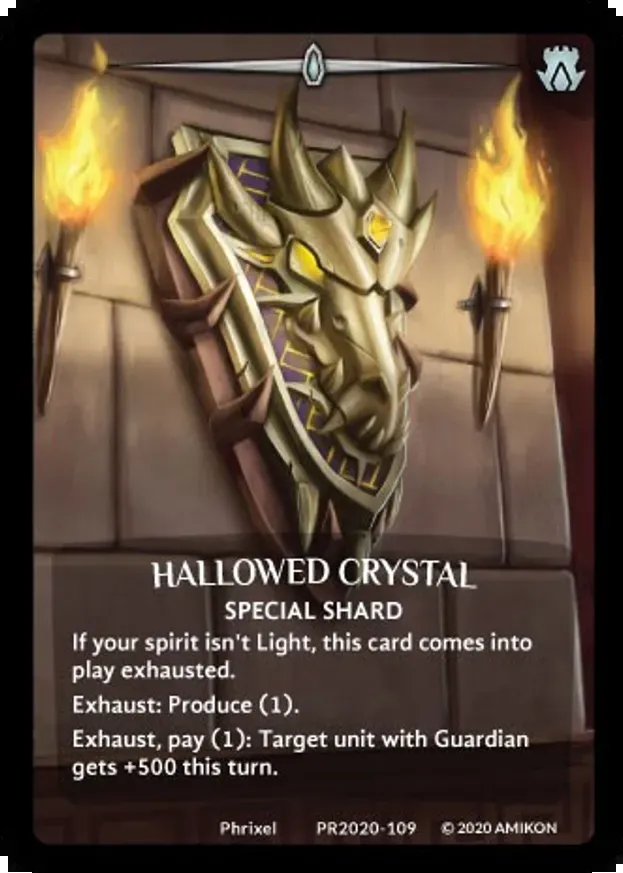 HALLOWED CRYSTAL
SPECIAL SHARD
If your spirit isn't Light, this card comes into
play exhausted.
Exhaust: Produce (1).
Exhaust, pay (1): Target unit with Guardian
gets +500 this turn.
Phrixel PR2020-109 © 2020 AMIKON